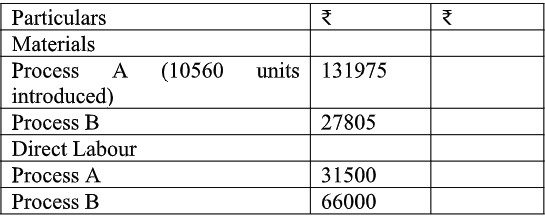 Particulars ₹ ₹
Materials
Process A (10560 units 131975
introduced)
Process B 27805
Direct Labour
Process A 31500
Process B 66000